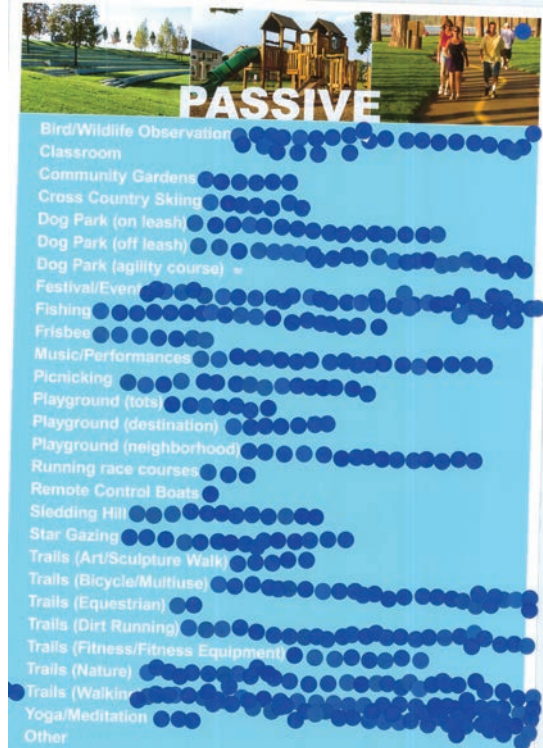 PASSIVE
Bird/Wildlife Observation
Classroom
Community Gardens
Cross Country Skiing
Dog Park (on leash)
Dog Park (off leash)
Dog Park (agility course)
Festival/Event
Fishing
Frisbee
Music/Performances
Picnicking
Playground (tots)
Playground (destination)
Playground (neighborhood)
Running race courses
Remote Control Boats
Sledding Hill
Star Gazing
Trails (Art/Sculpture Walk)
Trails (Bicycle/Multiuse)
Trails (Equestrian)
Trails (Dirt Running)
Trails (Fitness/Fitness Equipment)
Trails (Nature)
Trails (Walking
Yoga/Meditation
Other